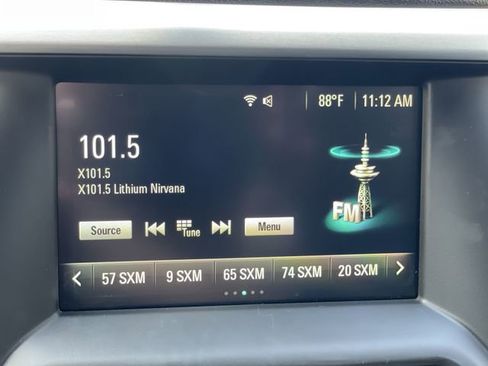 88°F 11:12 AM
101.5
X101.5
X101.5 Lithium Nirvana
FM
Source Tune Menu
57 SXM 9 SXM 65 SXM 74 SXM 20 SXM